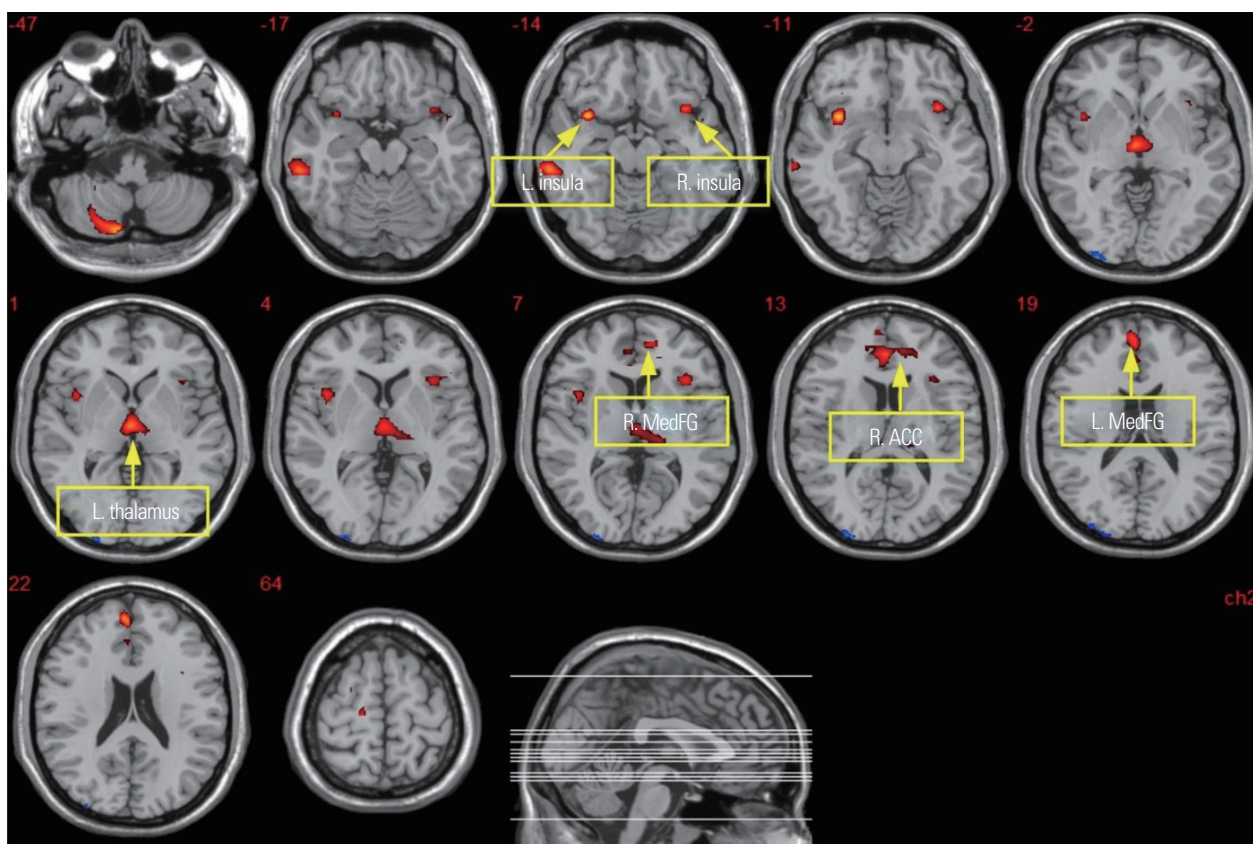 -47
-17
-14
-11
-2
L. insula
R. insula
1
4
7
13
19
R. MedFG
R. ACC
L. MedFG
L. thalamus
22
64
ch2